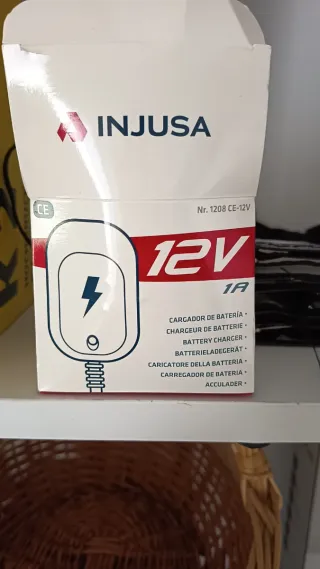 INJUSA
CE
Nr. 1208 CE-12V
12V
1A
CARGADOR DE BATERÍA •
CHARGEUR DE BATTERIE •
BATTERY CHARGER •
BATTERIELADEGERÄT •
CARICATORE DELLA BATTERIA •
CARREGADOR DE BATERIA •
ACCULADER •